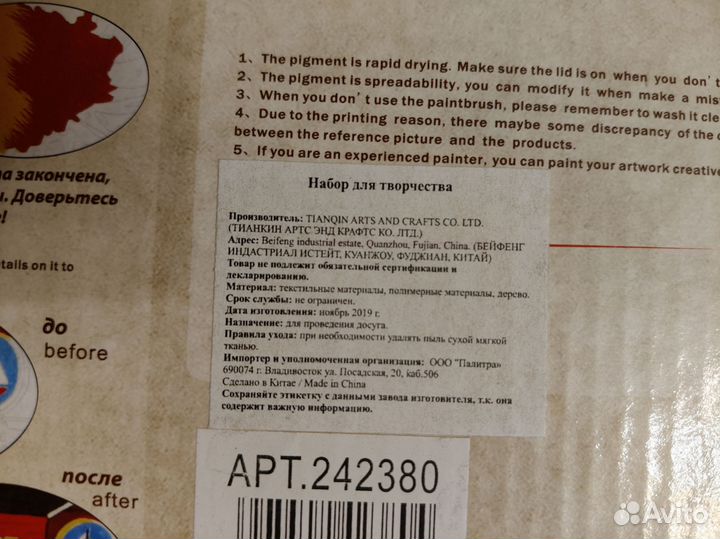 1、The pigment is rapid drying. Make sure the lid is on when you don't
2、The pigment is spreadability, you can modify it when make a
3、When you don't use the paintbrush, please remember to wash it
4、Due to the printing reason, there maybe some discrepancy of the
between the reference picture and the products.
5、If you are an experienced painter, you can paint your artwork
а закончена,
Доверьтесь
on it to
до
before
после
after
Набор для творчества
Производитель: TIANQIN ARTS AND CRAFTS CO. LTD.
(ТИАНКИН АРТС ЭНД КРАФТС КО. ЛТД.)
Адрес: Beifeng industrial estate, Quanzhou, Fujian, China. (БЕЙФЕНГ
ИНДАСТРИАЛ ИСТЕЙТ, КУАНЖОУ, ФУДЖИАН, КИТАЙ)
Товар не подлежит обязательной сертификации и
декларированию.
Материал: текстильные материалы, полимерные материалы, дерево.
Срок службы: не ограничен.
Дата изготовления: ноябрь 2019 г.
Назначение: для проведения досуга.
Правила ухода: при необходимости удалять пыль сухой мягкой
тканью.
Импортер и уполномоченная организация: ООО "Палитра"
690074 г. Владивосток ул. Посадская, 20, каб.506
Сделано в Китае / Made in China
Сохраняйте этикетку с данными завода изготовителя, т.к. она
содержит важную информацию.
АРТ.242380
Avito